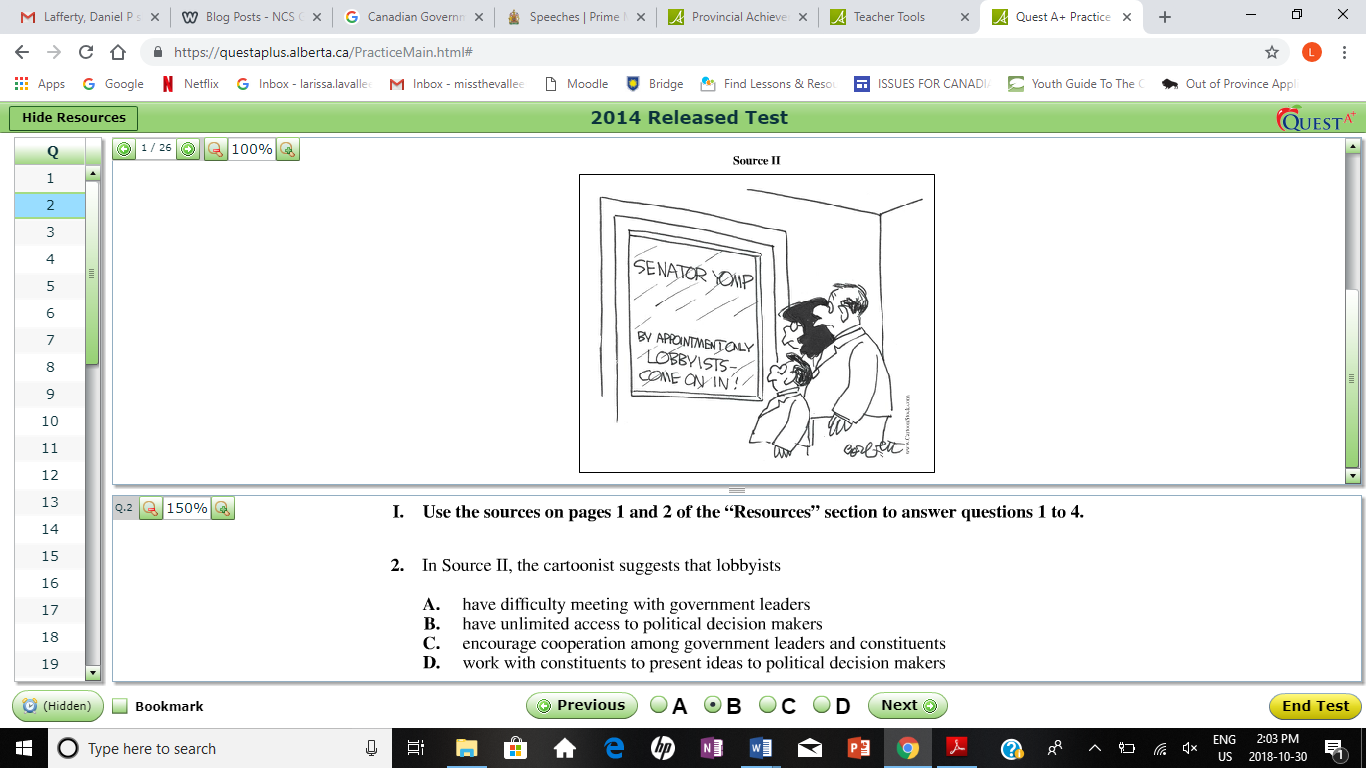 Lafferty, Daniel P s
Blog Posts - NCS C
Canadian Governm
Speeches | Prime
Provincial Achieve
Teacher Tools
Quest A+ Practice
https://questaplus.alberta.ca/PracticeMain.html#
L
Apps
Google
Netflix
Inbox - larissa.lavalle
Inbox - missthevallee
Moodle
Bridge
Find Lessons & Resou
ISSUES FOR CANADI
Youth Guide To The C
Out of Province Appl
Hide Resources
2014 Released Test
QUEST A+
Q
1
2
3
4
5
6
7
8
9
10
11
12
13
14
15
16
17
18
19
1 / 26
100%
Source II
SENATOR YOMP
BY APPOINTMENT ONLY
LOBBYISTS-
COME ON IN!
www.CartoonStock.com
Q.2
150%
I. Use the sources on pages 1 and 2 of the “Resources” section to answer questions 1 to 4.
2. In Source II, the cartoonist suggests that lobbyists
A. have difficulty meeting with government leaders
B. have unlimited access to political decision makers
C. encourage cooperation among government leaders and constituents
D. work with constituents to present ideas to political decision makers
(Hidden)
Bookmark
Previous
A
B
C
D
Next
End Test
Type here to search
ENG
US
2:03 PM
2018-10-30
1